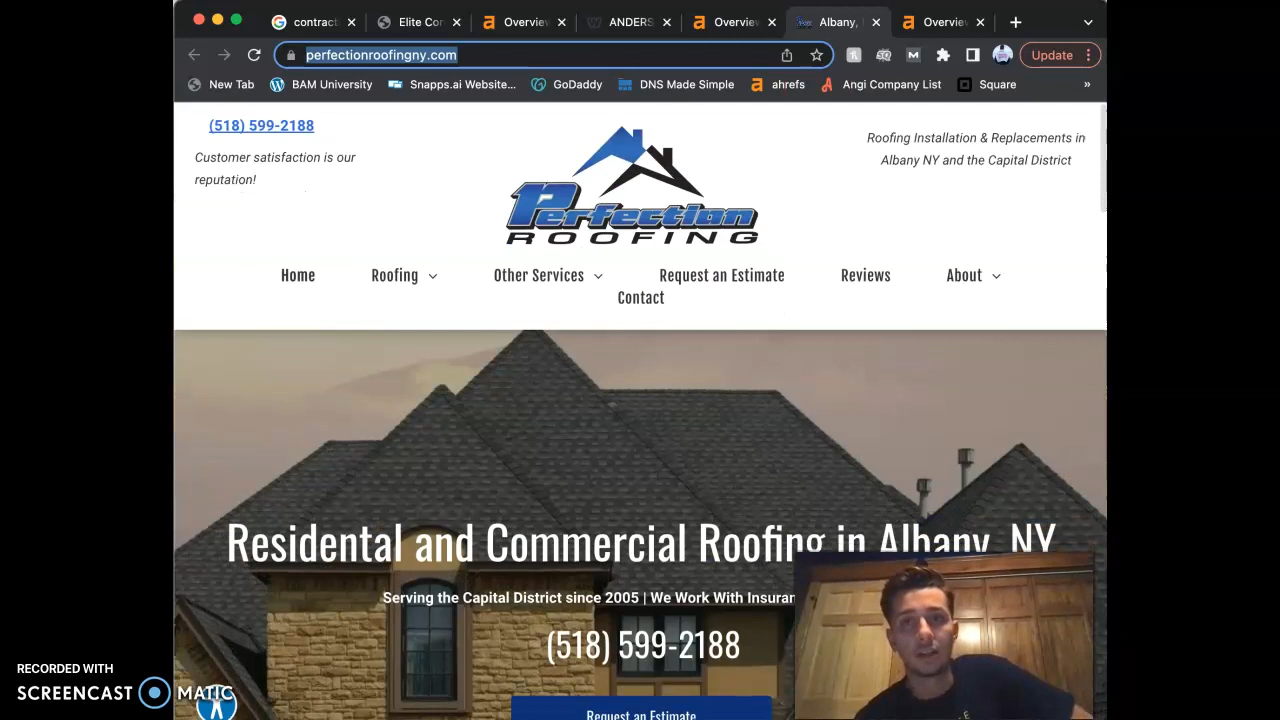 contract
Elite Con
Overview
ANDERS
Overview
Albany,
Overview
perfectionroofingny.com
Update
New Tab
BAM University
Snapps.ai Website...
GoDaddy
DNS Made Simple
ahrefs
Angi Company List
Square
»
(518) 599-2188
Customer satisfaction is our
reputation!
Perfection
ROOFING
Roofing Installation & Replacements in
Albany NY and the Capital District
Home
Roofing
Other Services
Request an Estimate
Reviews
About
Contact
Residental and Commercial Roofing in Albany, NY
Serving the Capital District since 2005 | We Work With Insuran
(518) 599-2188
Request an Estimate
RECORDED WITH
SCREENCAST MATIC